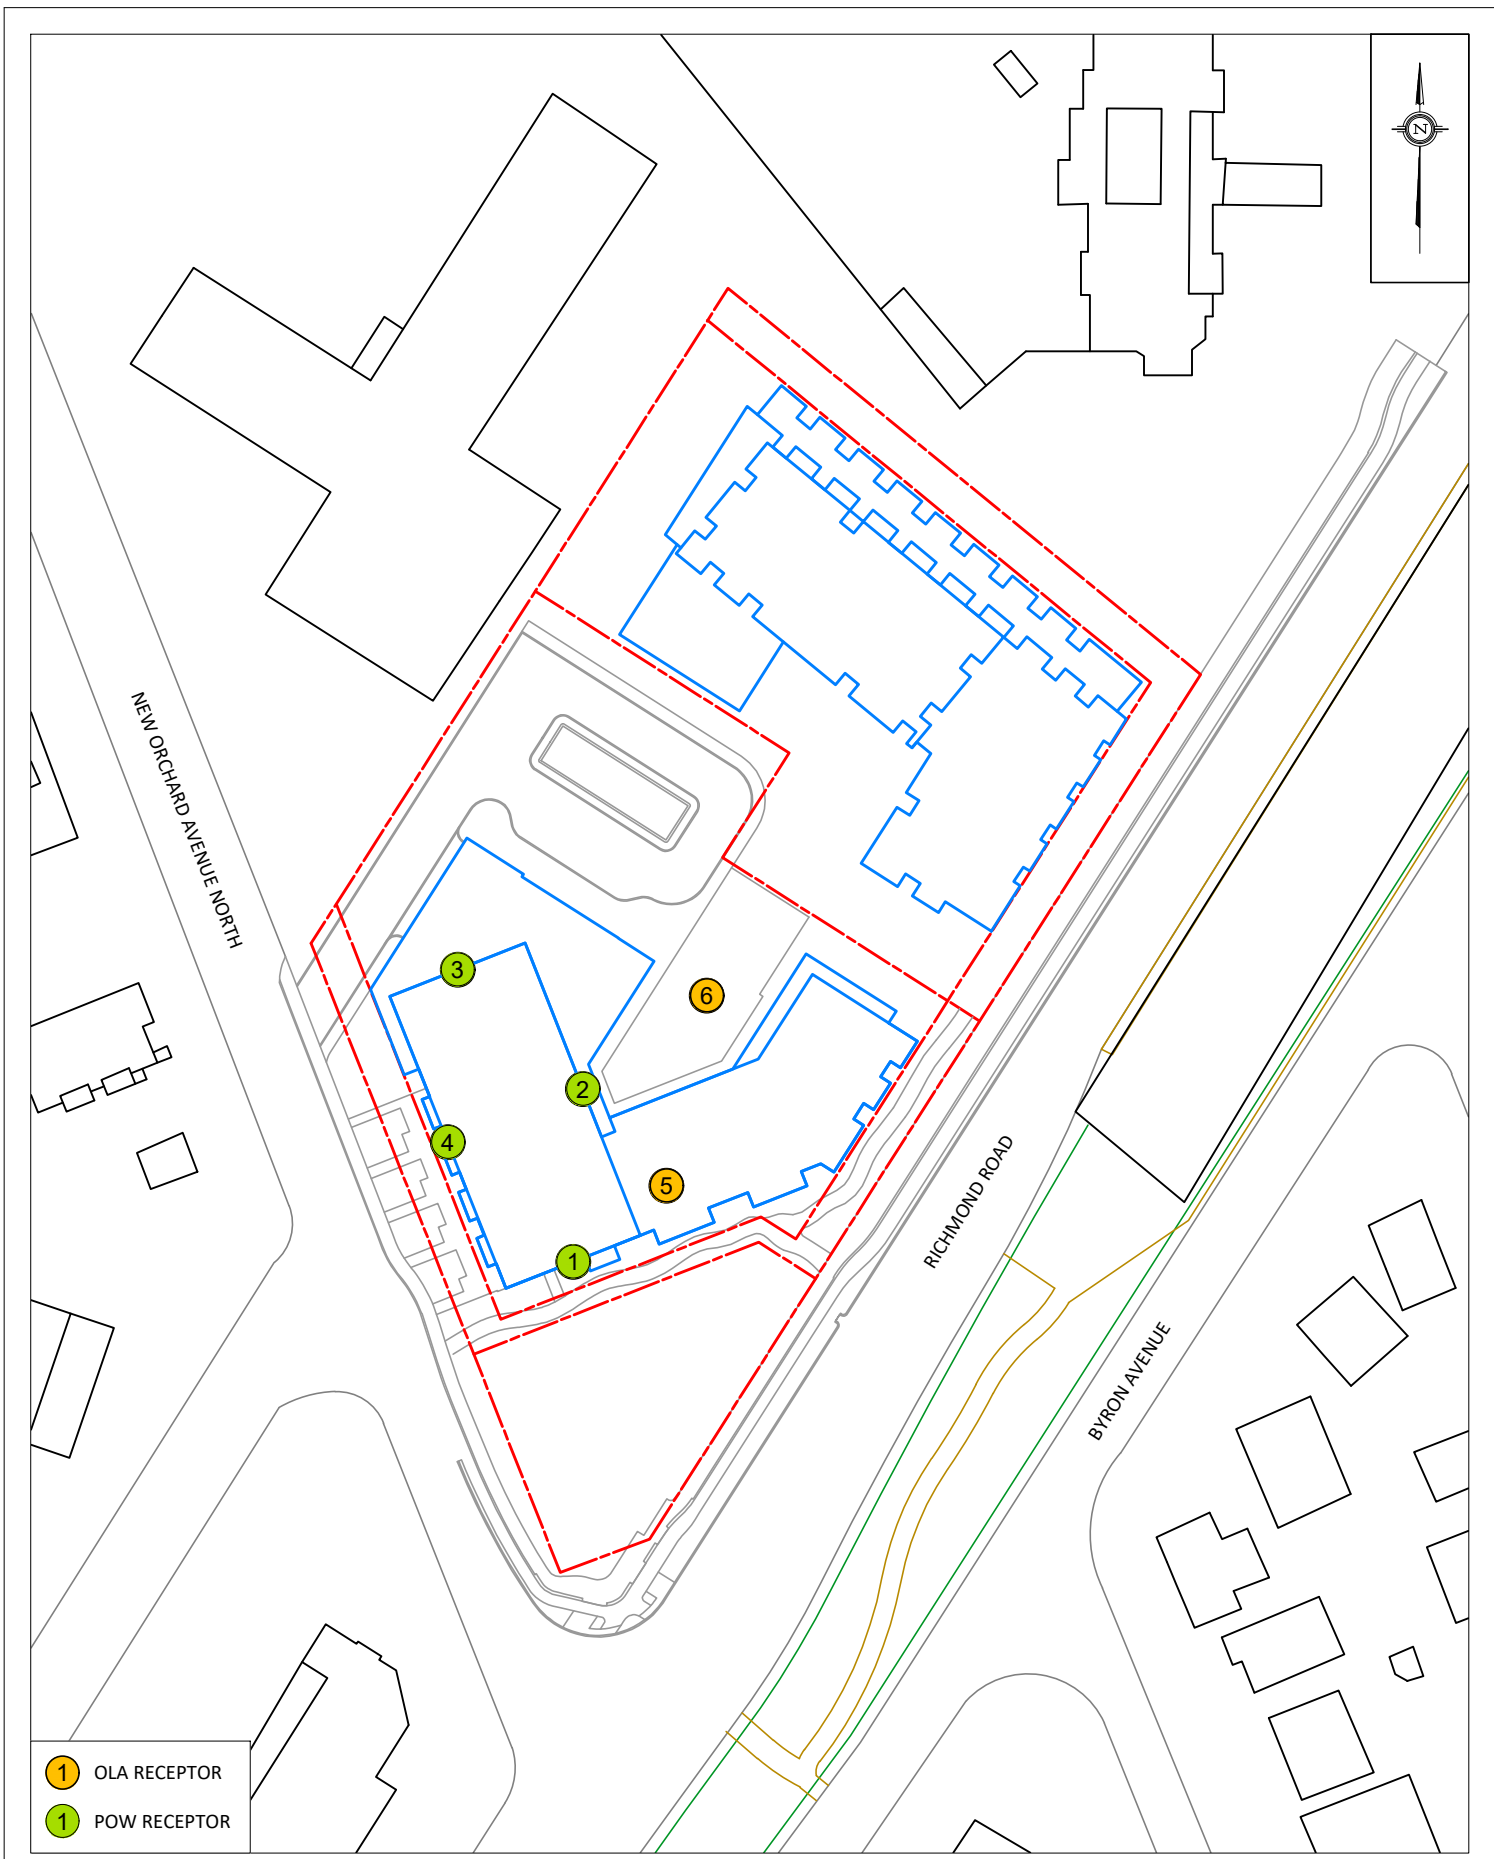 N
NEW ORCHARD AVENUE NORTH
3
6
2
4
5
1
RICHMOND ROAD
BYRON AVENUE
1 OLA RECEPTOR
1 POW RECEPTOR